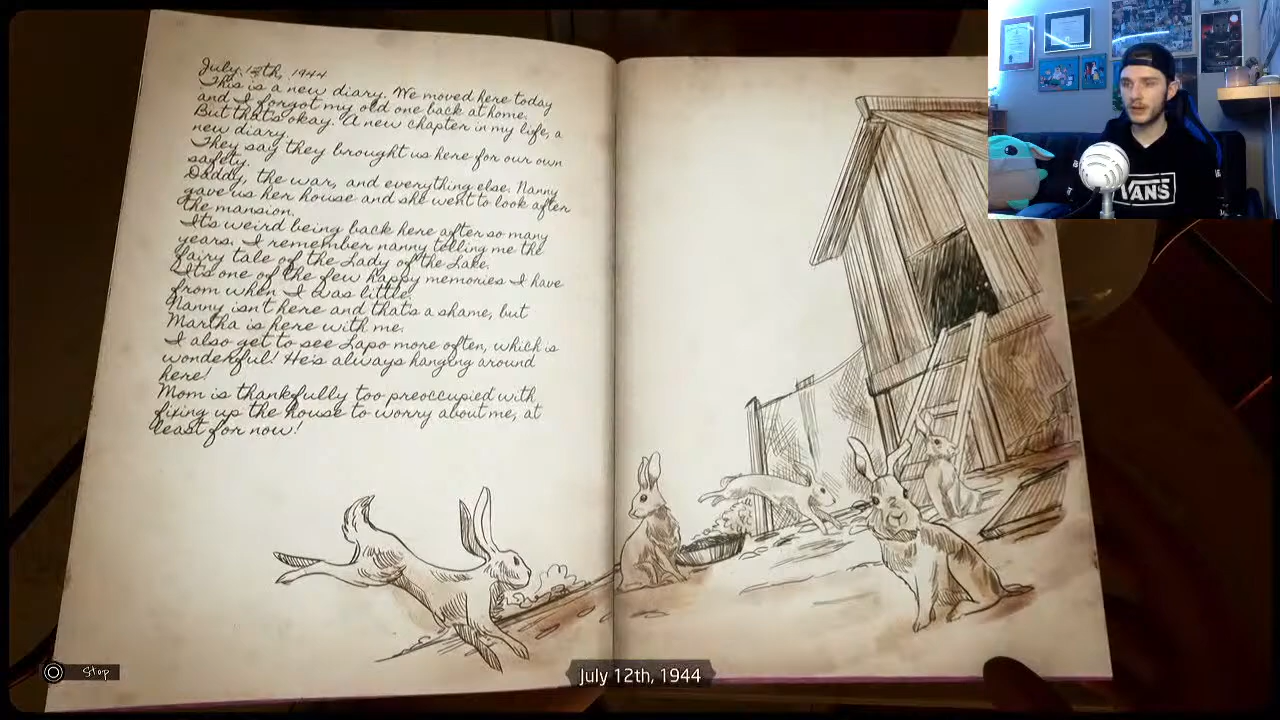 July 12th, 1944
This is a new diary. We moved here today
and I forgot my old one back at home.
But that's okay. A new chapter in my life, a
new diary.
They say they brought us here for our own
safety.
Daddy, the war, and everything else. Nanny
gave us her house and she went to look after
the mansion.
It's weird being back here after so many
years. I remember nanny telling me the
fairy tale of the Lady of the Lake.
It's one of the few happy memories I have
from when I was little.
Nanny isn't here and that's a shame, but
Martha is here with me.
I also get to see Lapo more often, which is
wonderful! He's always hanging around
here!
Mom is thankfully too preoccupied with
fixing up the house to worry about me, at
least for now!
Stop
July 12th, 1944
VANS